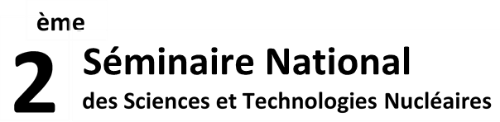 ème
2 Séminaire National
des Sciences et Technologies Nucléaires